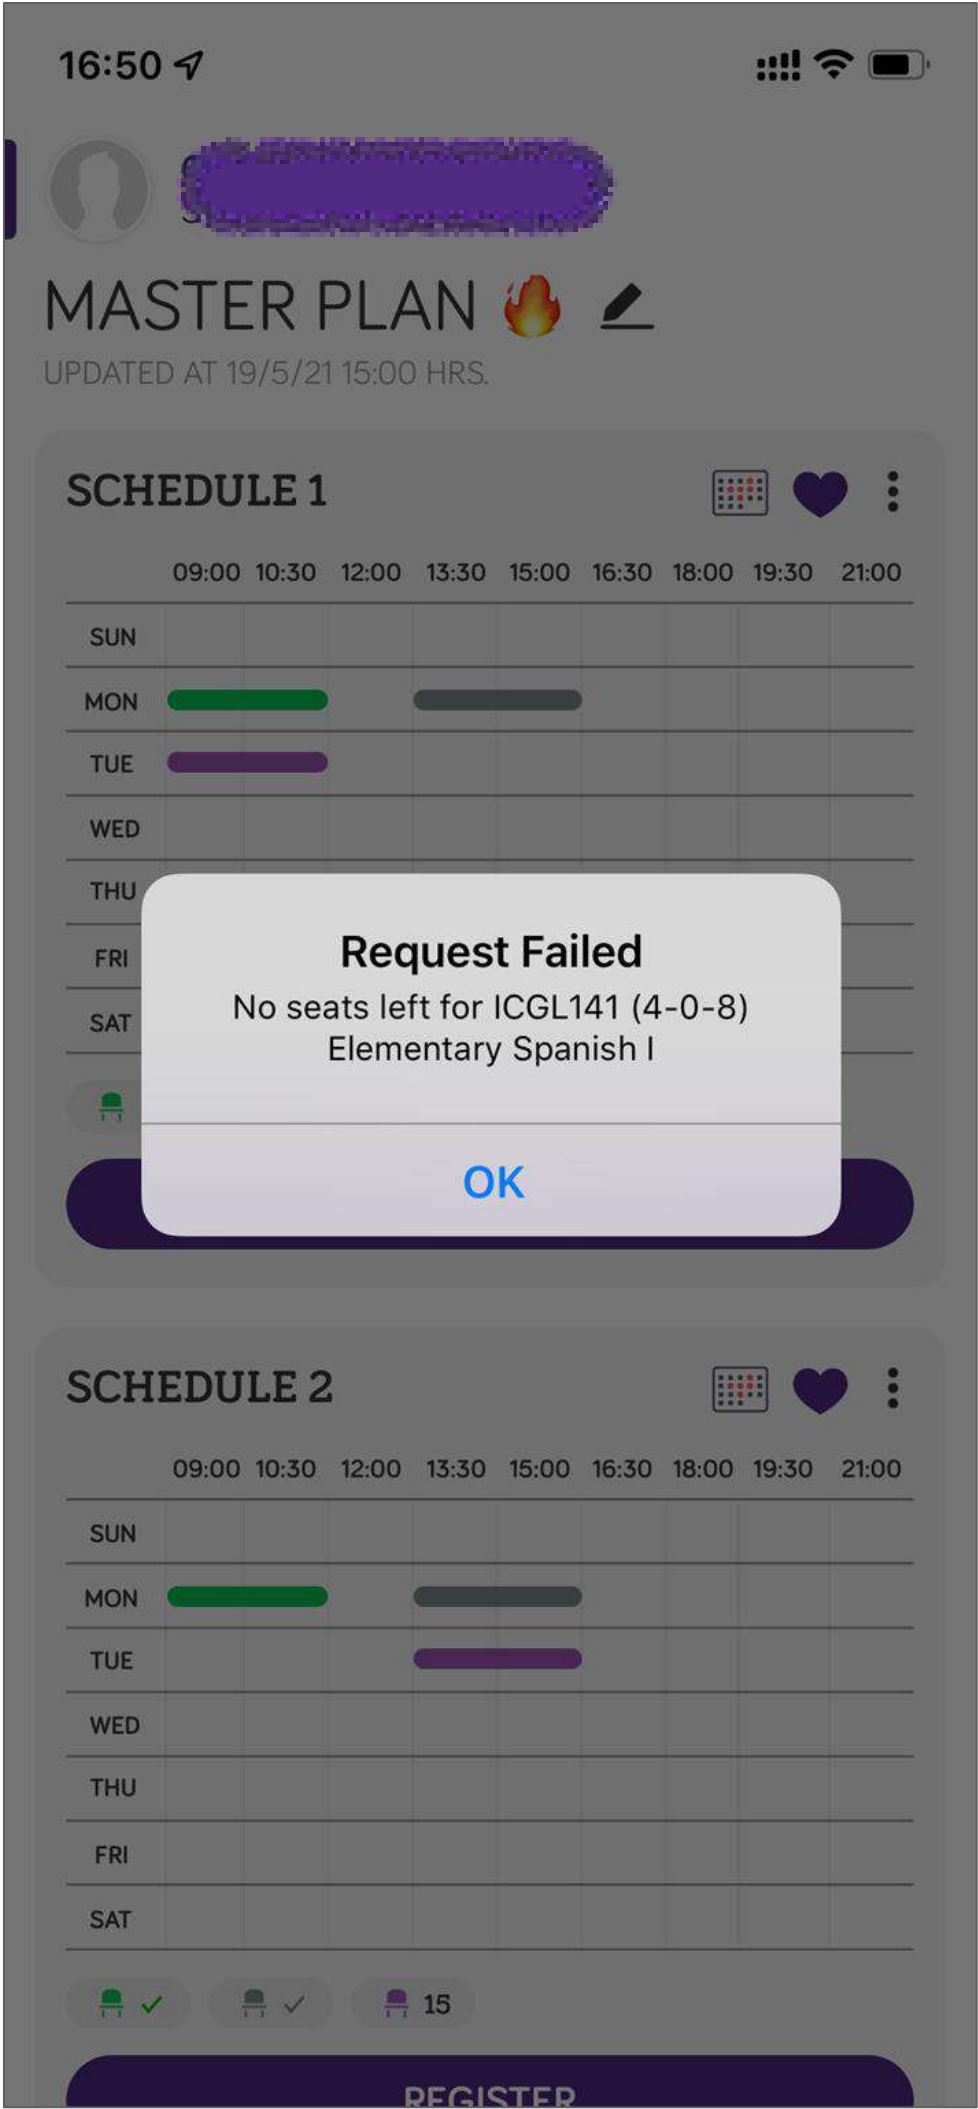 16:50
MASTER PLAN 🔥
UPDATED AT 19/5/21 15:00 HRS.
SCHEDULE 1
09:00 10:30 12:00 13:30 15:00 16:30 18:00 19:30 21:00
SUN
MON
TUE
WED
THU
FRI
SAT
Request Failed
No seats left for ICGL141 (4-0-8)
Elementary Spanish I
OK
SCHEDULE 2
09:00 10:30 12:00 13:30 15:00 16:30 18:00 19:30 21:00
SUN
MON
TUE
WED
THU
FRI
SAT
15
REGISTER